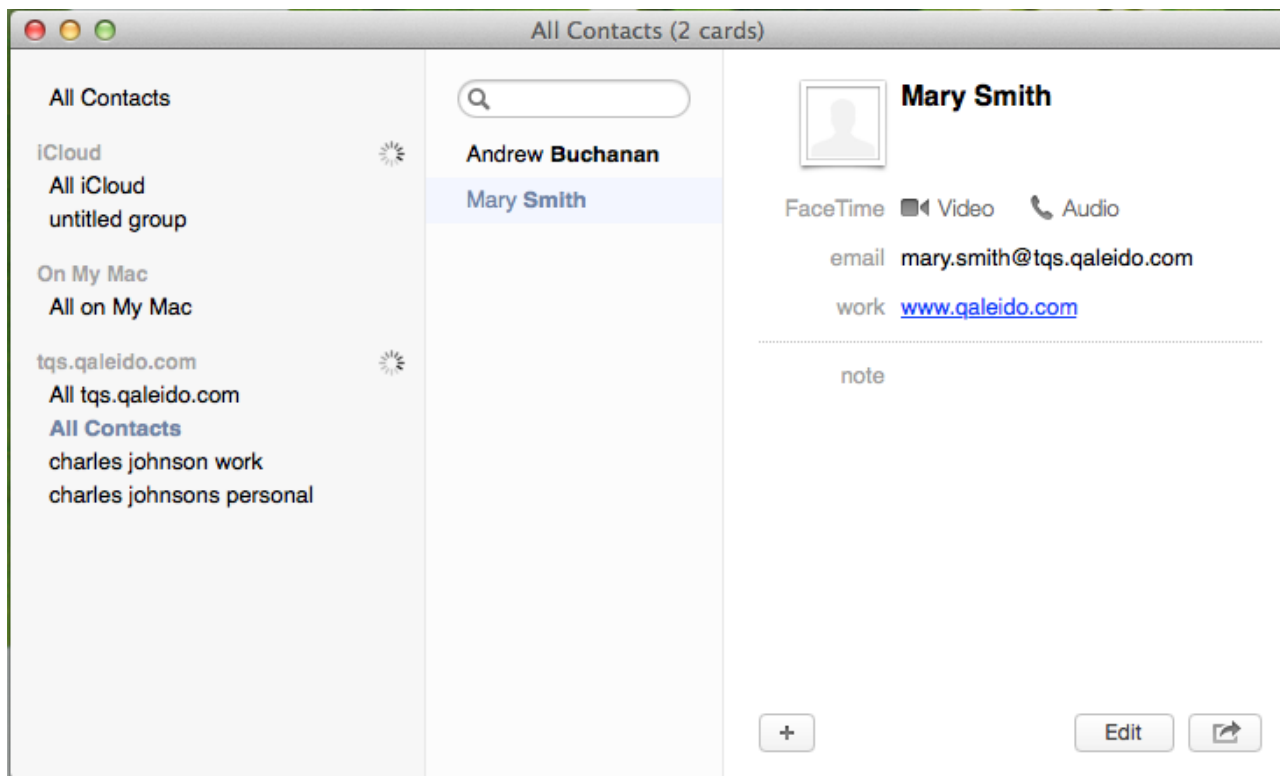 All Contacts (2 cards)
All Contacts
iCloud
All iCloud
untitled group
On My Mac
All on My Mac
tqs.qaleido.com
All tqs.qaleido.com
All Contacts
charles johnson work
charles johnsons personal
Andrew Buchanan
Mary Smith
Mary Smith
FaceTime Video Audio
email mary.smith@tqs.qaleido.com
work www.qaleido.com
note
+ Edit